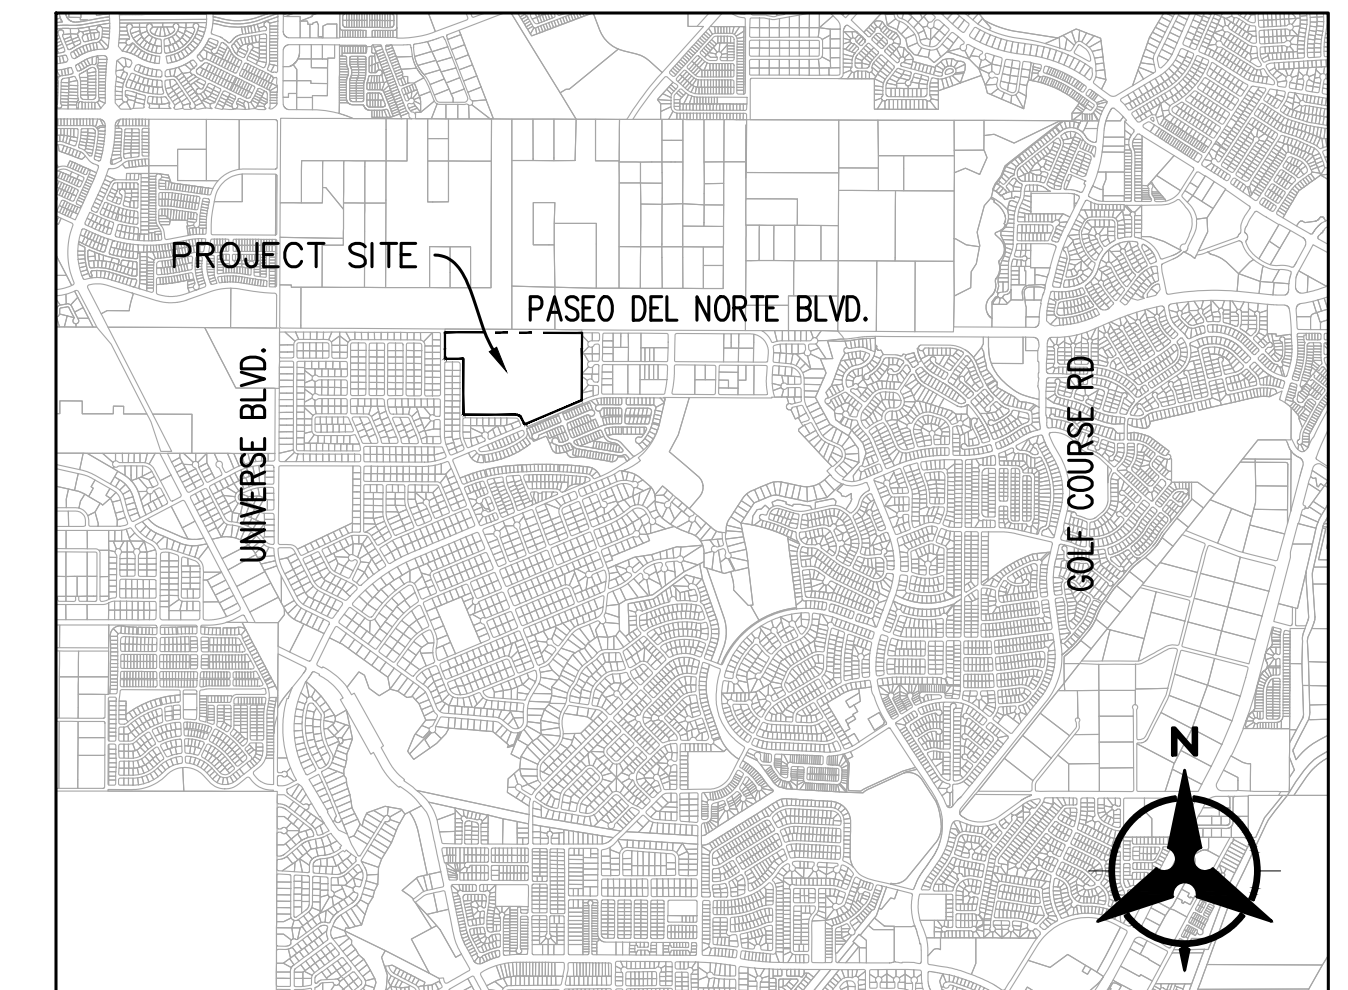 PROJECT SITE
PASEO DEL NORTE BLVD.
UNIVERSE BLVD.
GOLF COURSE RD
N